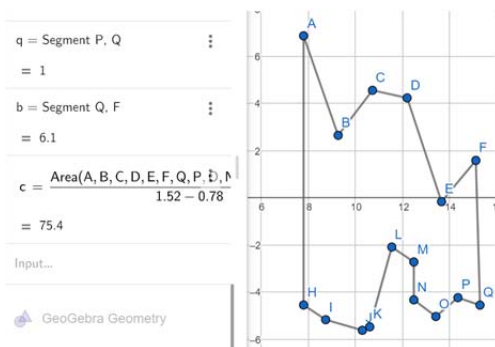 q = Segment P, Q
= 1
b = Segment Q, F
= 6.1
c = Area(A, B, C, D, E, F, Q, P, O, N
1.52 − 0.78
= 75.4
Input...
GeoGebra Geometry
A
6
C
D
4
B
2
F
E
6 8 10 12 14
−2
L
M
−4
H
N
P
I
K
O
Q
−6